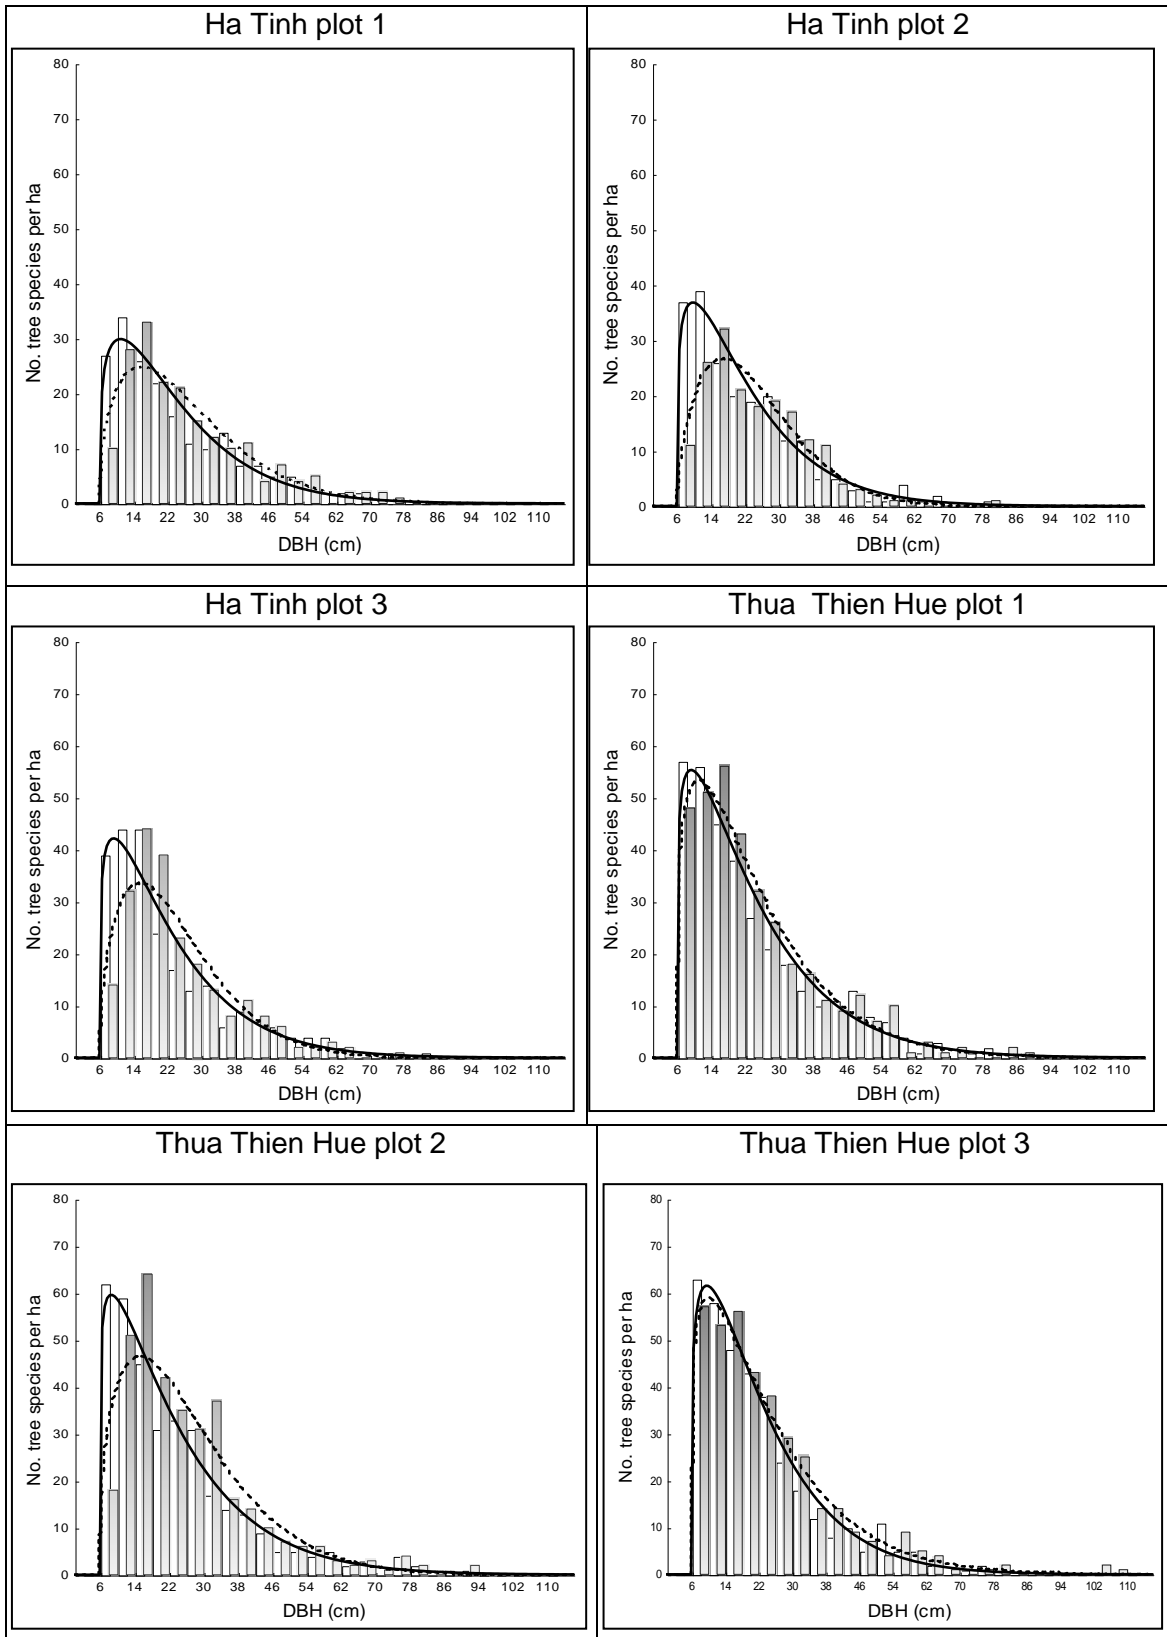 Ha Tinh plot 1
80
70
60
50
40
30
20
10
0
No. tree species per ha
6 14 22 30 38 46 54 62 70 78 86 94 102 110
DBH (cm)
Ha Tinh plot 2
80
70
60
50
40
30
20
10
0
No. tree species per ha
6 14 22 30 38 46 54 62 70 78 86 94 102 110
DBH (cm)
Ha Tinh plot 3
80
70
60
50
40
30
20
10
0
No. tree species per ha
6 14 22 30 38 46 54 62 70 78 86 94 102 110
DBH (cm)
Thua Thien Hue plot 1
80
70
60
50
40
30
20
10
0
No. tree species per ha
6 14 22 30 38 46 54 62 70 78 86 94 102 110
DBH (cm)
Thua Thien Hue plot 2
80
70
60
50
40
30
20
10
0
No. tree species per ha
6 14 22 30 38 46 54 62 70 78 86 94 102 110
DBH (cm)
Thua Thien Hue plot 3
80
70
60
50
40
30
20
10
0
No. tree species per ha
6 14 22 30 38 46 54 62 70 78 86 94 102 110
DBH (cm)